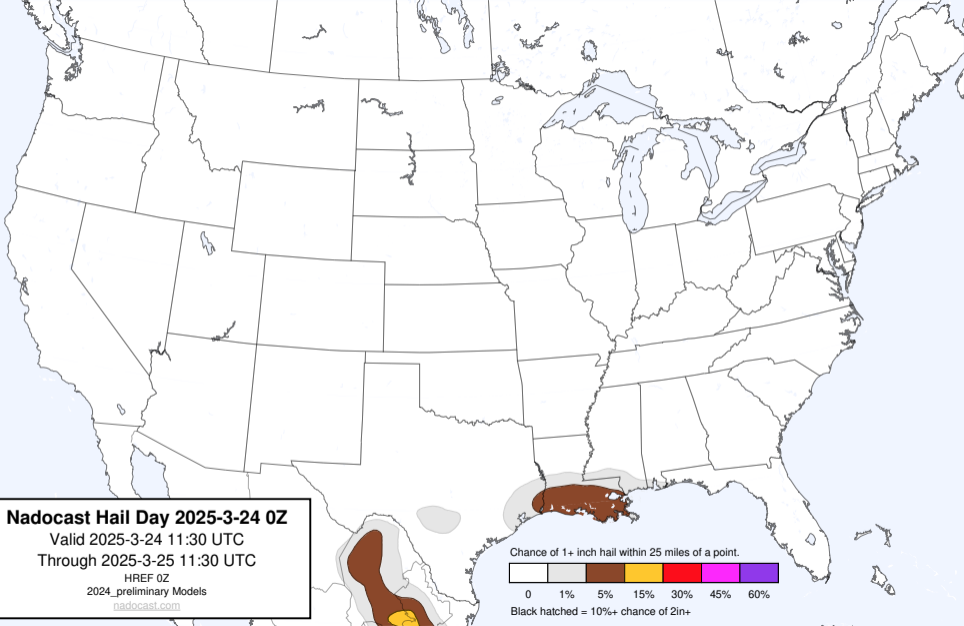 Nadocast Hail Day 2025-3-24 0Z
Valid 2025-3-24 11:30 UTC
Through 2025-3-25 11:30 UTC
HREF 0Z
2024_preliminary Models
nadocast.com
Chance of 1+ inch hail within 25 miles of a point.
0 1% 5% 15% 30% 45% 60%
Black hatched = 10%+ chance of 2in+